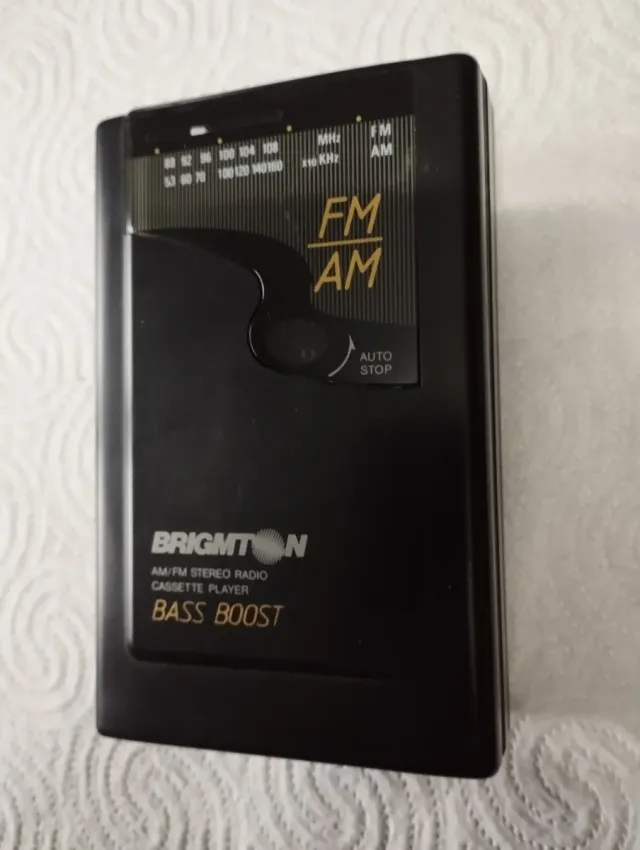 88 92 96 100 104 108 MHz FM
53 60 70 100 120 140 160 x10 KHz AM
FM
AM
AUTO
STOP
BRIGMTON
AM/FM STEREO RADIO
CASSETTE PLAYER
BASS BOOST